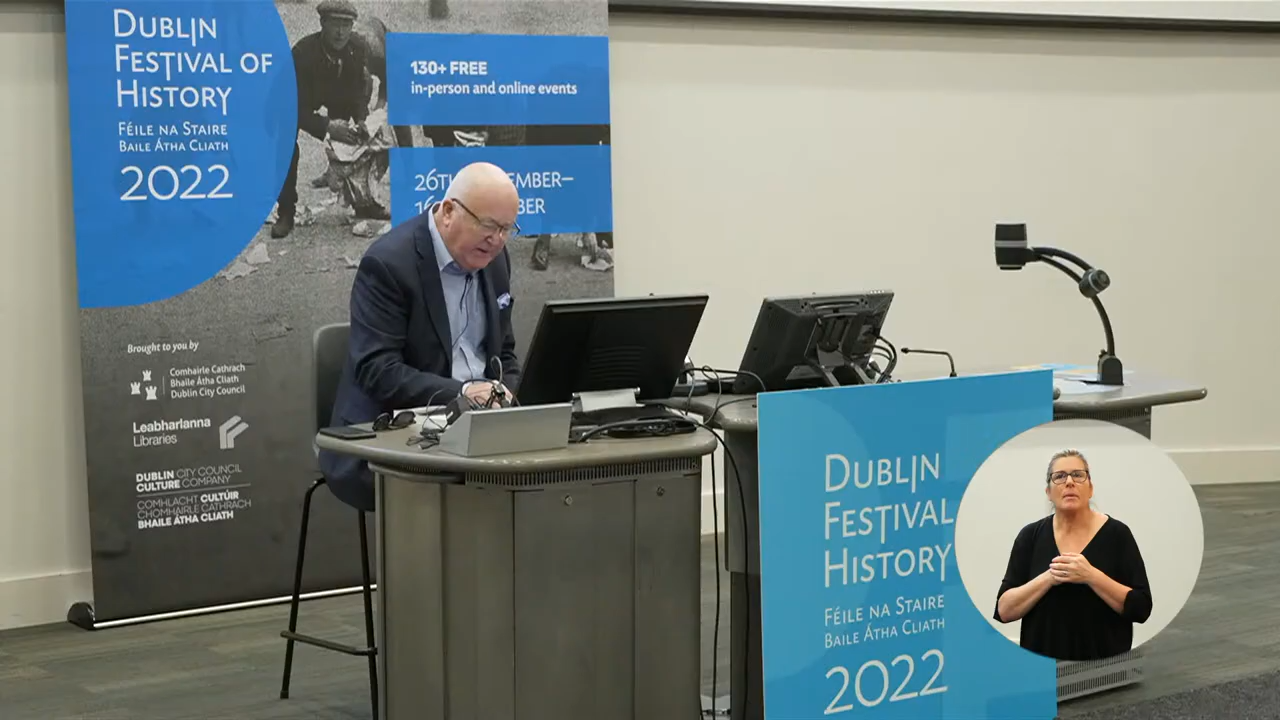 DUBLIN
FESTIVAL OF
HISTORY
FÉILE NA STAIRE
BAILE ÁTHA CLIATH
2022
130+ FREE
in-person and online events
26TH
Brought to you by
Comhairle Cathrach
Bhaile Átha Cliath
Dublin City Council
Leabharlanna
Libraries
DUBLIN CITY COUNCIL
CULTURE COMPANY
COMHLACHT CULTÚIR
CHOMHAIRLE CATHRACH
BHAILE ÁTHA CLIATH
DUBLIN
FESTIVAL
HISTORY
FÉILE NA STAIRE
BAILE ÁTHA CLIATH
2022